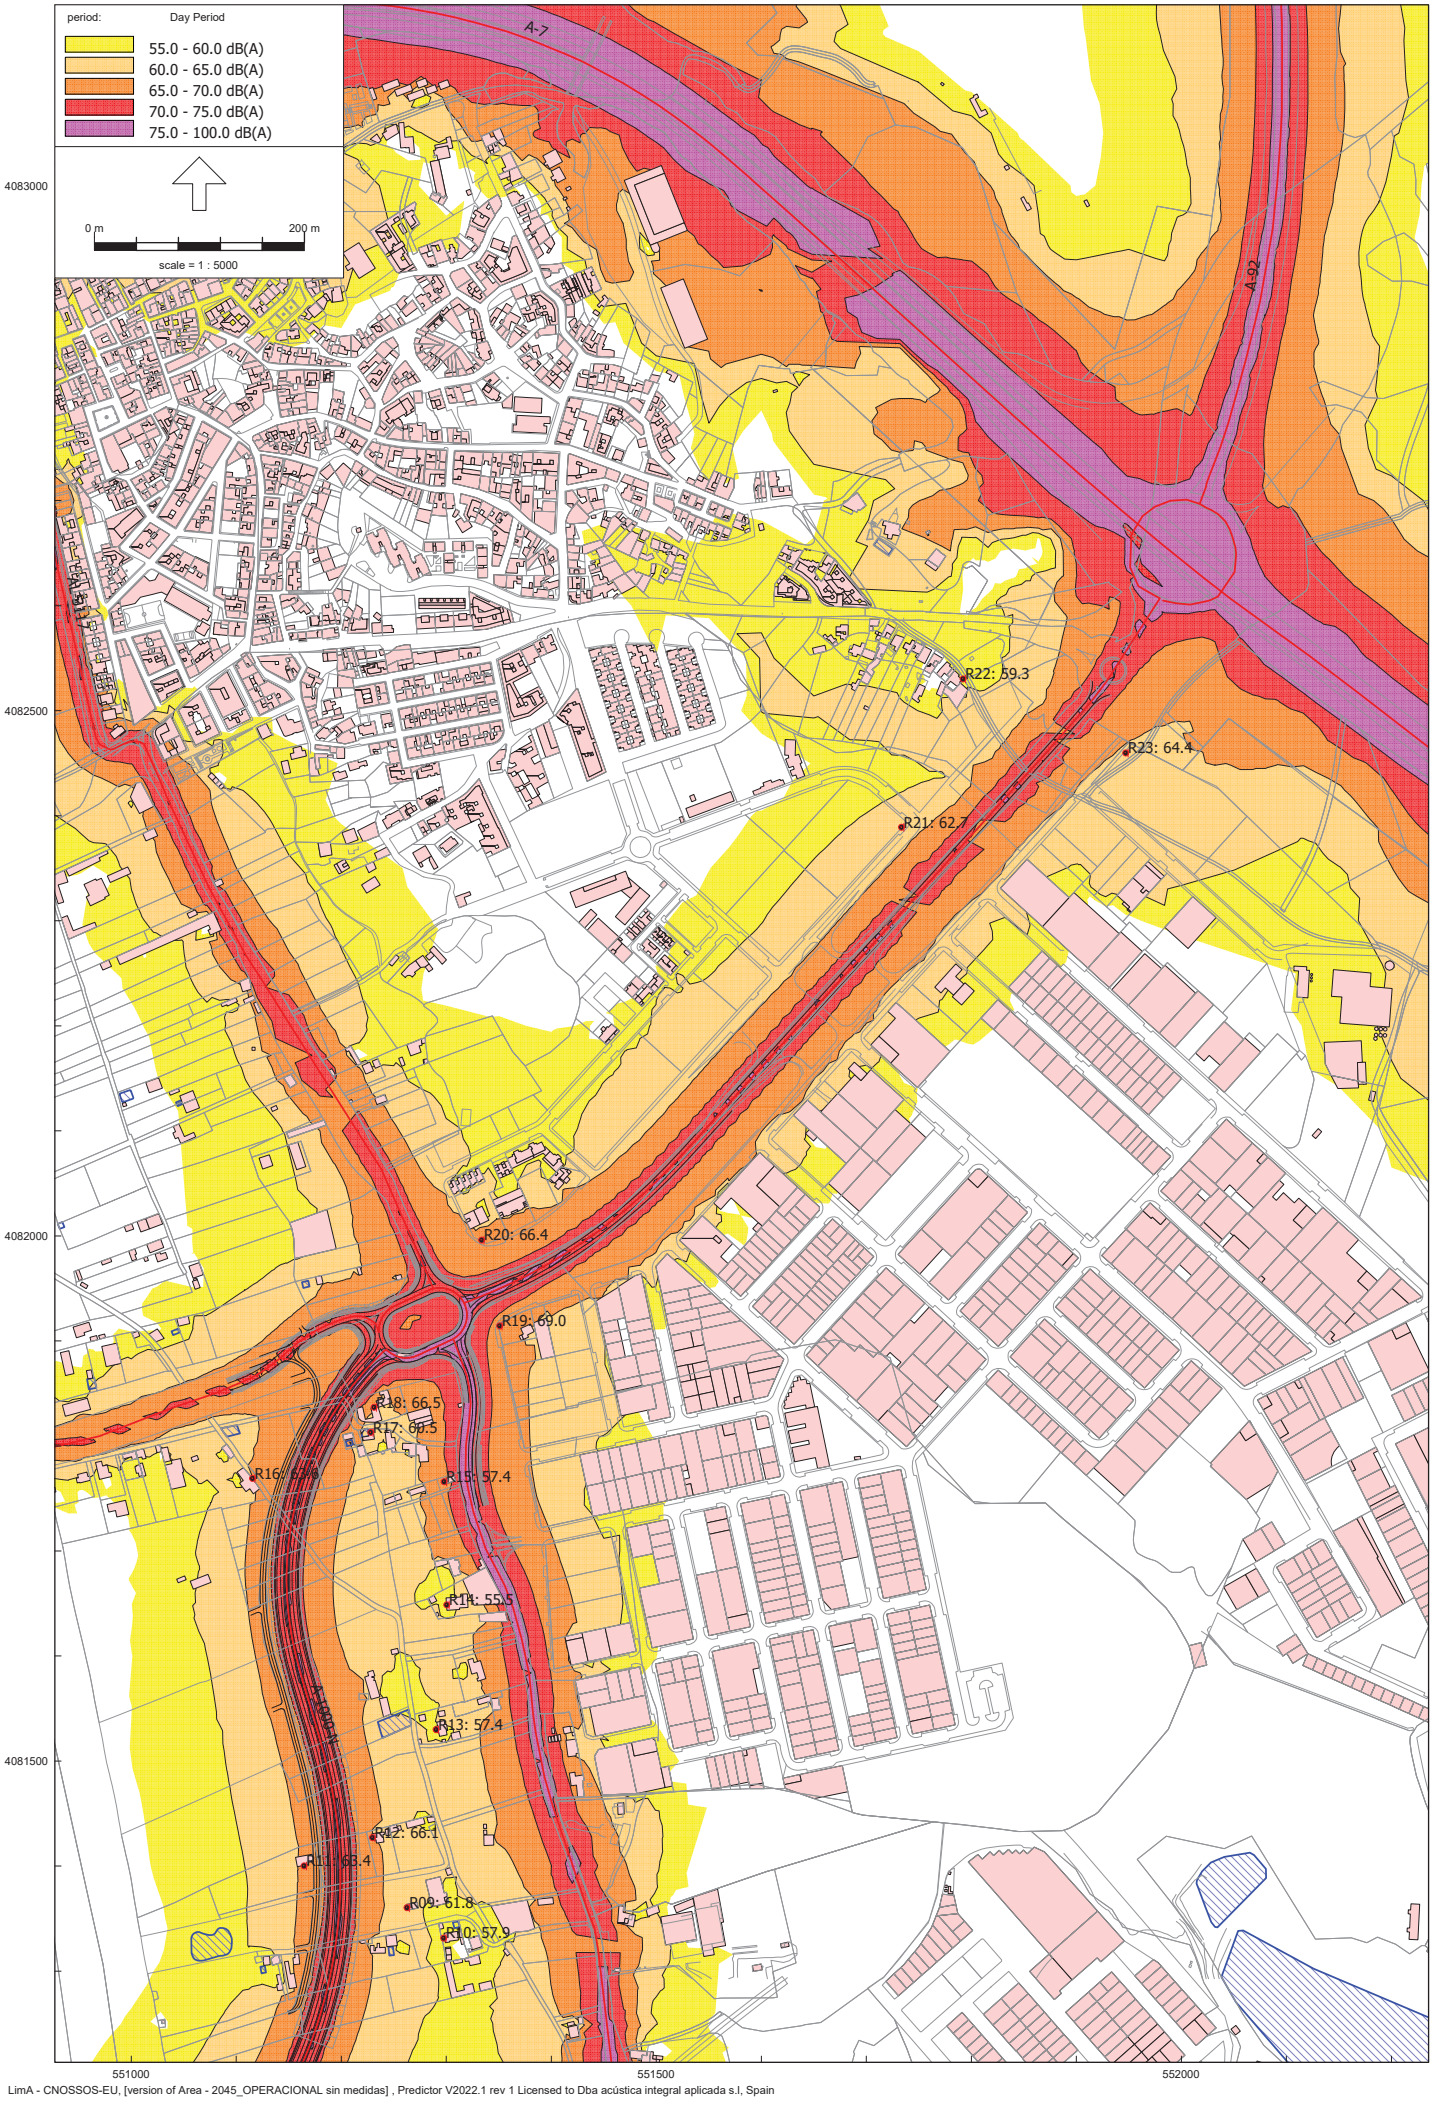 period: Day Period
55.0 - 60.0 dB(A)
60.0 - 65.0 dB(A)
65.0 - 70.0 dB(A)
70.0 - 75.0 dB(A)
75.0 - 100.0 dB(A)
0 m 200 m
scale = 1 : 5000
A-7
A-92
4083000
4082500
4082000
4081500
R22: 59.3
R23: 64.4
R21: 62.7
R20: 66.4
R19: 69.0
R18: 66.5
R17: 60.5
R16: 63.6
R15: 57.4
R14: 55.5
A-1000-N
R13: 57.4
R12: 66.1
R11: 63.4
R09: 61.8
R10: 57.9
551000 551500 552000
LimA - CNOSSOS-EU, [version of Area - 2045_OPERACIONAL sin medidas] , Predictor V2022.1 rev 1 Licensed to Dba acústica integral aplicada s.l, Spain